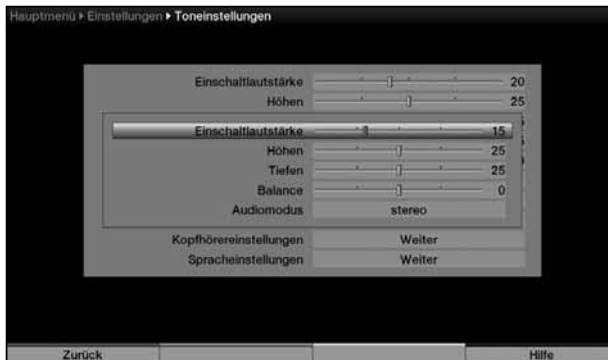 Hauptmenü ▸ Einstellungen ▸ Toneinstellungen
Einschaltlautstärke 20
Höhen 25
Einschaltlautstärke 15
Höhen 25
Tiefen 25
Balance 0
Audiomodus stereo
Kopfhörereinstellungen Weiter
Spracheinstellungen Weiter
Zurück Hilfe